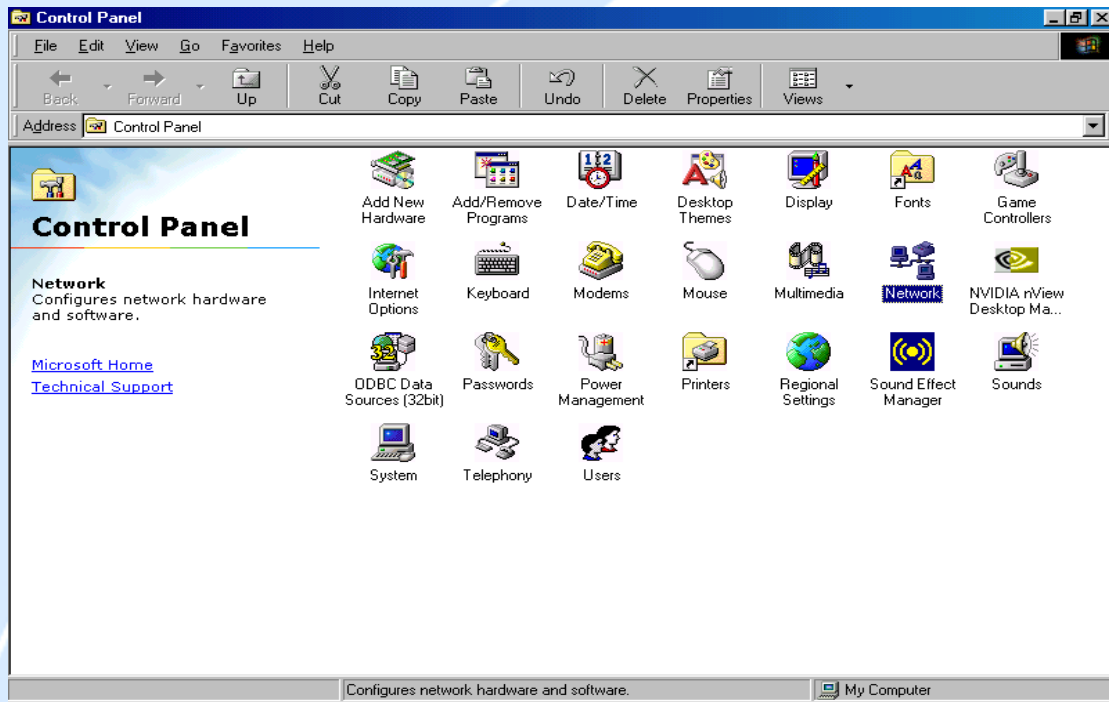 Control Panel
File Edit View Go Favorites Help
Back Forward Up Cut Copy Paste Undo Delete Properties Views
Address Control Panel
Control Panel
Network
Configures network hardware
and software.
Microsoft Home
Technical Support
Add New
Hardware
Add/Remove
Programs
Date/Time
Desktop
Themes
Display
Fonts
Game
Controllers
Internet
Options
Keyboard
Modems
Mouse
Multimedia
Network
NVIDIA nView
Desktop Ma...
ODBC Data
Sources (32bit)
Passwords
Power
Management
Printers
Regional
Settings
Sound Effect
Manager
Sounds
System
Telephony
Users
Configures network hardware and software.
My Computer